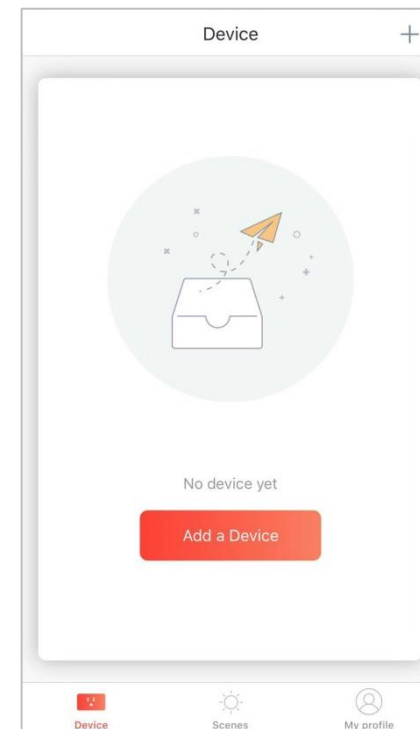 Device
No device yet
Add a Device
Device
Scenes
My profile